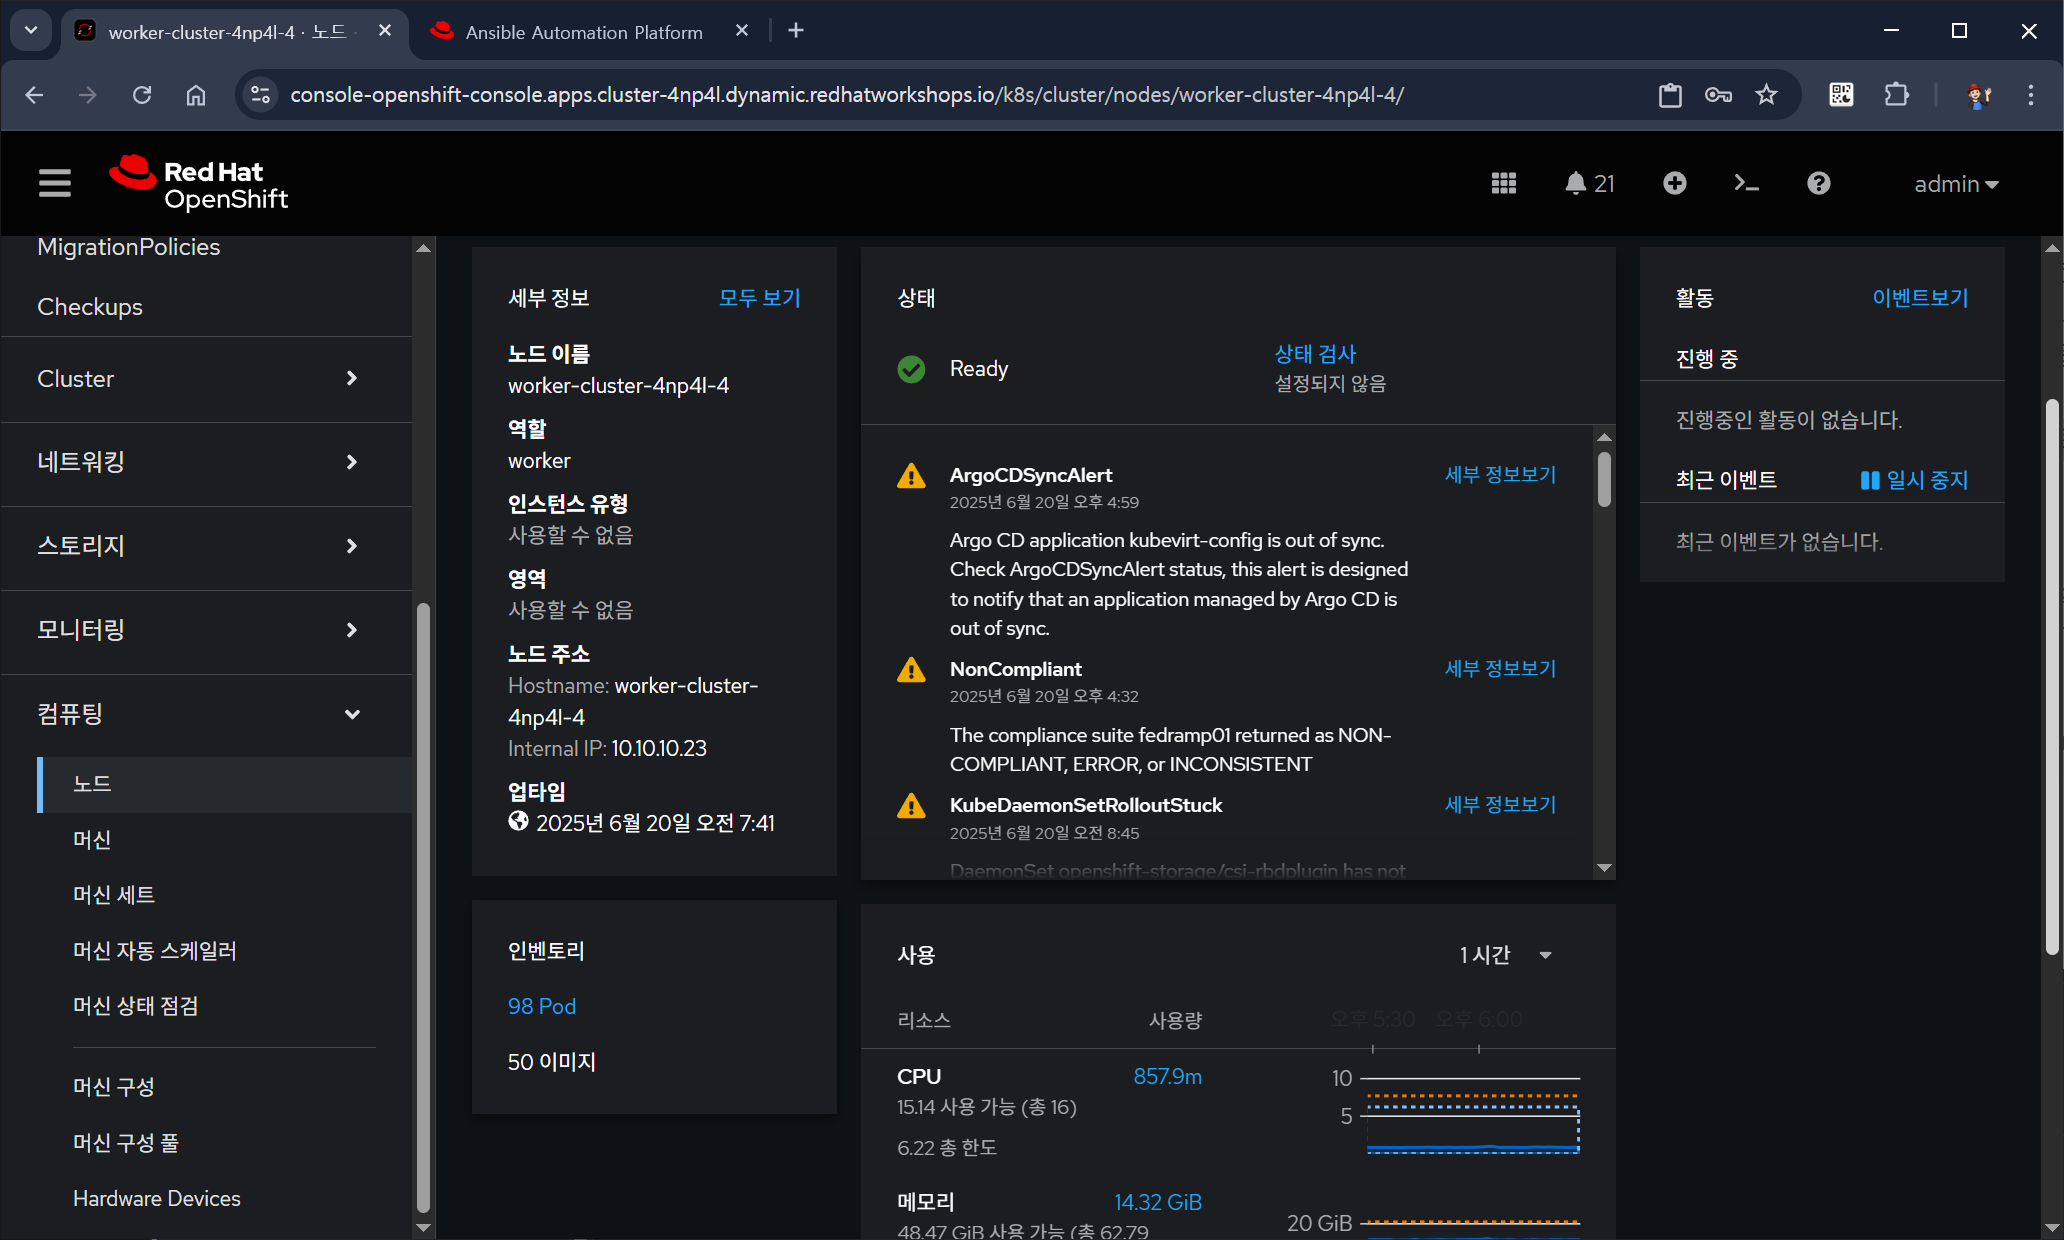 worker-cluster-4np4l-4 · 노드
Ansible Automation Platform
console-openshift-console.apps.cluster-4np4l.dynamic.redhatworkshops.io/k8s/cluster/nodes/worker-cluster-4np4l-4/
Red Hat
OpenShift
21
admin
MigrationPolicies
Checkups
Cluster
네트워킹
스토리지
모니터링
컴퓨팅
노드
머신
머신 세트
머신 자동 스케일러
머신 상태 점검
머신 구성
머신 구성 풀
Hardware Devices
세부 정보
모두 보기
노드 이름
worker-cluster-4np4l-4
역할
worker
인스턴스 유형
사용할 수 없음
영역
사용할 수 없음
노드 주소
Hostname: worker-cluster-
4np4l-4
Internal IP: 10.10.10.23
업타임
2025년 6월 20일 오전 7:41
인벤토리
98 Pod
50 이미지
상태
Ready
상태 검사
설정되지 않음
ArgoCDSyncAlert
세부 정보보기
2025년 6월 20일 오후 4:59
Argo CD application kubevirt-config is out of sync.
Check ArgoCDSyncAlert status, this alert is designed
to notify that an application managed by Argo CD is
out of sync.
NonCompliant
세부 정보보기
2025년 6월 20일 오후 4:32
The compliance suite fedramp01 returned as NON-
COMPLIANT, ERROR, or INCONSISTENT
KubeDaemonSetRolloutStuck
세부 정보보기
2025년 6월 20일 오전 8:45
DaemonSet openshift-storage/csi-rbdplugin has not
사용
1 시간
리소스
사용량
오후 5:30
오후 6:00
CPU
857.9m
15.14 사용 가능 (총 16)
6.22 총 한도
10
5
메모리
14.32 GiB
48.47 GiB 사용 가능 (총 62.79
20 GiB
활동
이벤트보기
진행 중
진행중인 활동이 없습니다.
최근 이벤트
일시 중지
최근 이벤트가 없습니다.